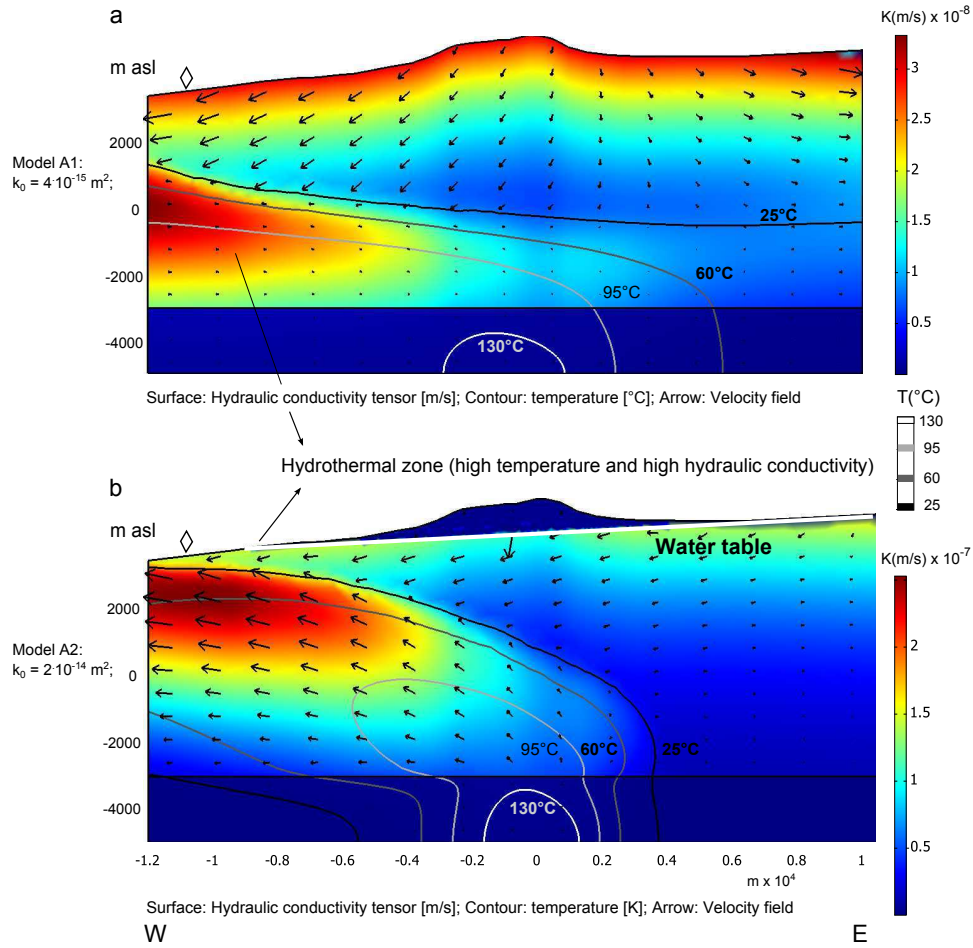 a
K(m/s) x 10⁻⁸
m asl
Model A1:
k₀ = 4·10⁻¹⁵ m²;
2000
0
-2000
-4000
25°C
60°C
95°C
130°C
3
2.5
2
1.5
1
0.5
Surface: Hydraulic conductivity tensor [m/s]; Contour: temperature [°C]; Arrow: Velocity field
T(°C)
130
95
60
25
Hydrothermal zone (high temperature and high hydraulic conductivity)
b
m asl
Water table
K(m/s) x 10⁻⁷
Model A2:
k₀ = 2·10⁻¹⁴ m²;
2000
0
-2000
-4000
95°C
60°C
25°C
130°C
2.5
2
1.5
1
0.5
0
-1.2
-1
-0.8
-0.6
-0.4
-0.2
0
0.2
0.4
0.6
0.8
1
m x 10⁴
Surface: Hydraulic conductivity tensor [m/s]; Contour: temperature [K]; Arrow: Velocity field
W
E